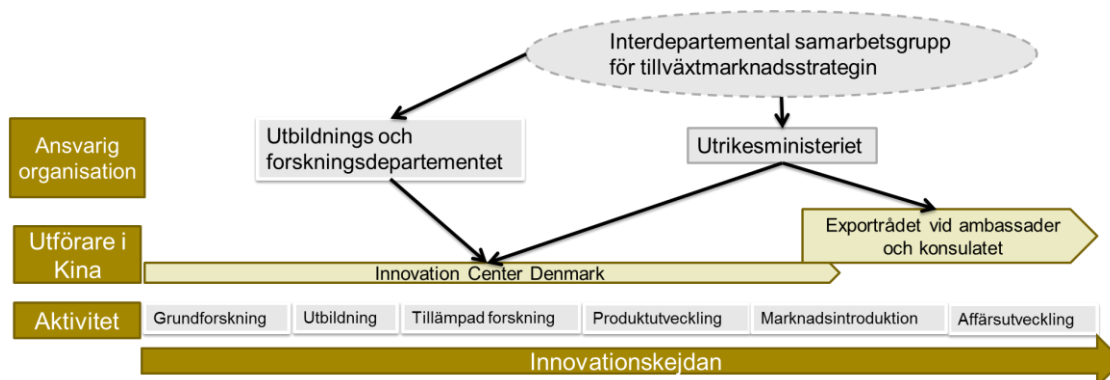 Interdepartemental samarbetsgrupp
för tillväxtmarknadsstrategin
Ansvarig
organisation
Utbildnings och
forskningsdepartementet
Utrikesministeriet
Utförare i
Kina
Exportrådet vid ambassader
och konsulatet
Innovation Center Denmark
Aktivitet
Grundforskning
Utbildning
Tillämpad forskning
Produktutveckling
Marknadsintroduktion
Affärsutveckling
Innovationskejdan